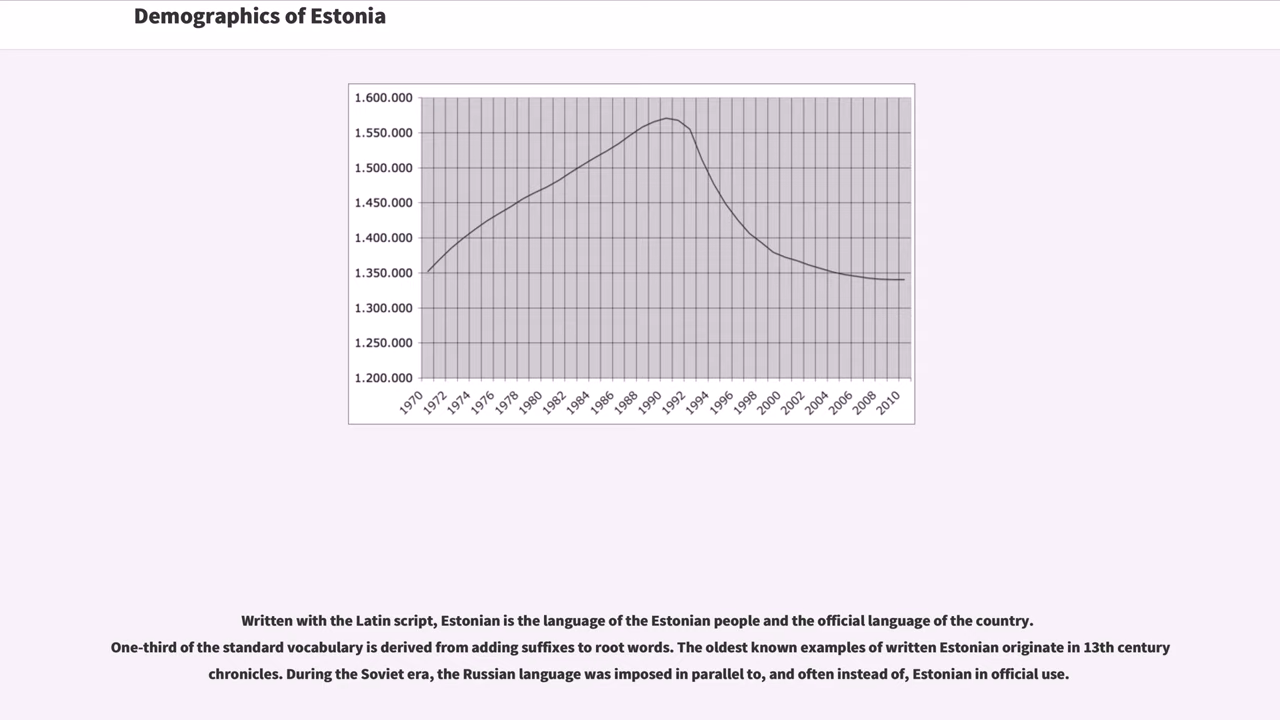 Demographics of Estonia
1.600.000
1.550.000
1.500.000
1.450.000
1.400.000
1.350.000
1.300.000
1.250.000
1.200.000
1970 1972 1974 1976 1978 1980 1982 1984 1986 1988 1990 1992 1994 1996 1998 2000 2002 2004 2006 2008 2010
Written with the Latin script, Estonian is the language of the Estonian people and the official language of the country.
One-third of the standard vocabulary is derived from adding suffixes to root words. The oldest known examples of written Estonian originate in 13th century
chronicles. During the Soviet era, the Russian language was imposed in parallel to, and often instead of, Estonian in official use.